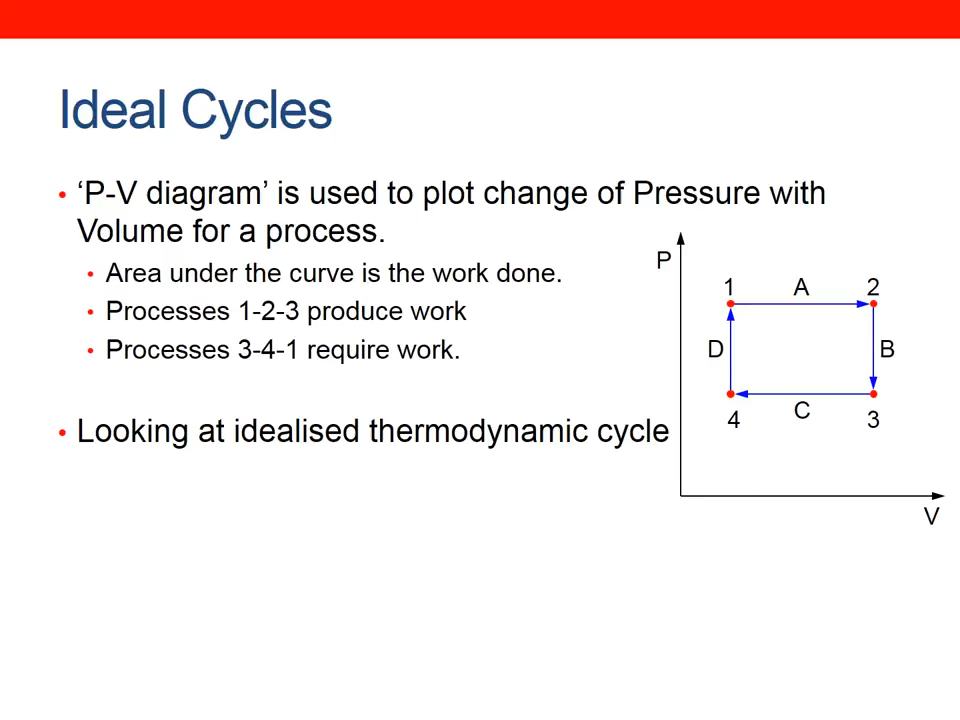 Ideal Cycles
• ‘P-V diagram’ is used to plot change of Pressure with
Volume for a process.
• Area under the curve is the work done.
• Processes 1-2-3 produce work
• Processes 3-4-1 require work.
• Looking at idealised thermodynamic cycle
P
1 A 2
D B
C
4 3
V